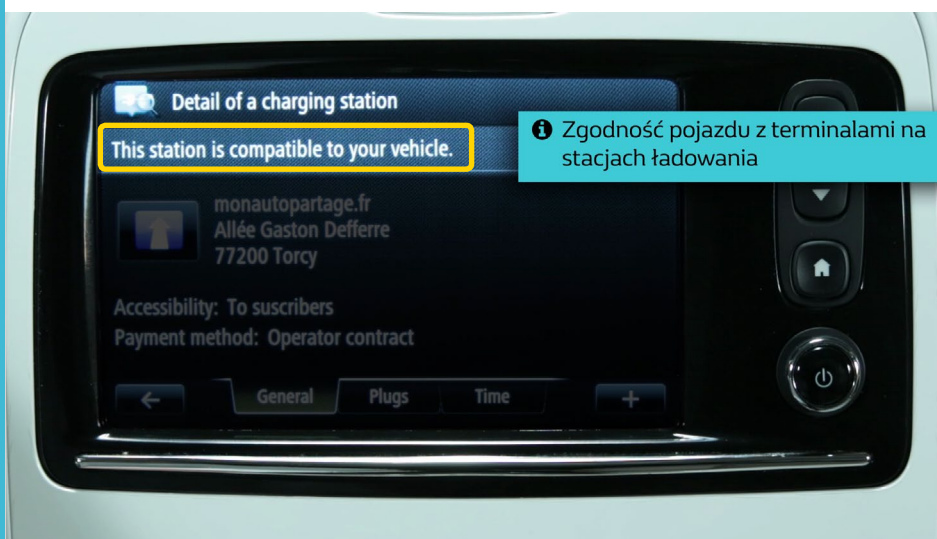 Detail of a charging station
This station is compatible to your vehicle.
Zgodność pojazdu z terminalami na
stacjach ładowania
monautopartage.fr
Allée Gaston Defferre
77200 Torcy
Accessibility: To suscribers
Payment method: Operator contract
General Plugs Time